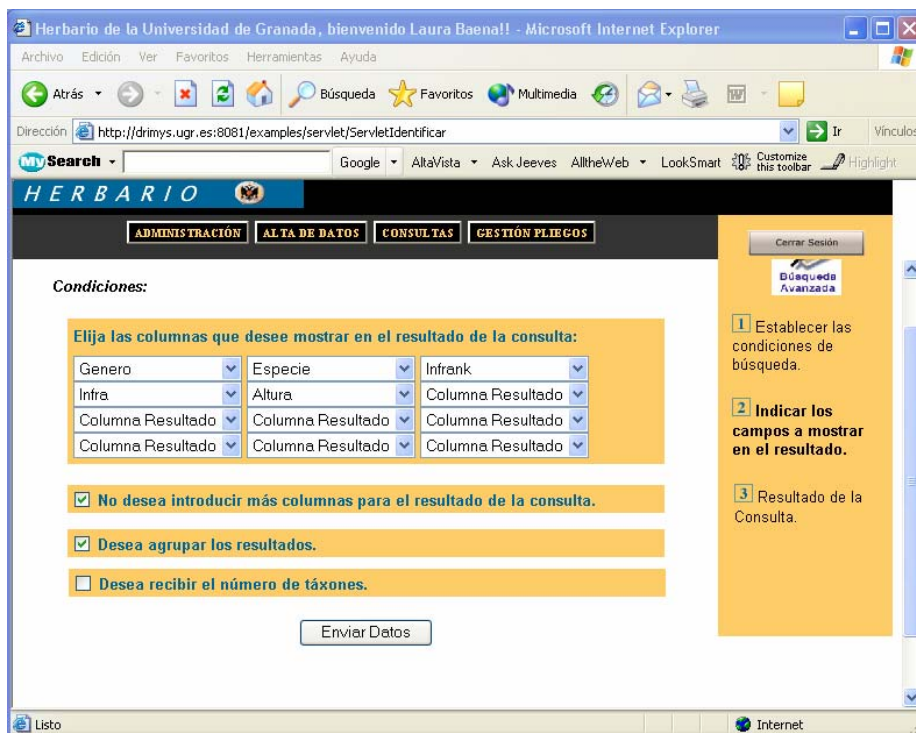 Herbario de la Universidad de Granada, bienvenido Laura Baena!! - Microsoft Internet Explorer
Archivo Edición Ver Favoritos Herramientas Ayuda
Atrás Búsqueda Favoritos Multimedia
Dirección http://drimys.ugr.es:8081/examples/servlet/ServletIdentificar Ir Vínculos
My Search Google AltaVista Ask Jeeves AlltheWeb LookSmart Customize this toolbar Highlight
HERBARIO
ADMINISTRACIÓN ALTA DE DATOS CONSULTAS GESTIÓN PLIEGOS
Cerrar Sesión
Búsqueda
Avanzada
Condiciones:
Elija las columnas que desee mostrar en el resultado de la consulta:
Genero Especie Infrank
Infra Altura Columna Resultado
Columna Resultado Columna Resultado Columna Resultado
Columna Resultado Columna Resultado Columna Resultado
No desea introducir más columnas para el resultado de la consulta.
Desea agrupar los resultados.
Desea recibir el número de táxones.
Enviar Datos
1 Establecer las
condiciones de
búsqueda.
2 Indicar los
campos a mostrar
en el resultado.
3 Resultado de la
Consulta.
Listo Internet